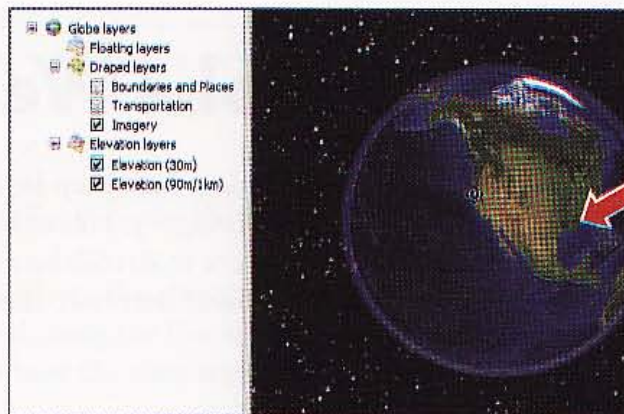 Globe layers
Floating layers
Draped layers
Boundaries and Places
Transportation
Imagery
Elevation layers
Elevation (30m)
Elevation (90m/1km)